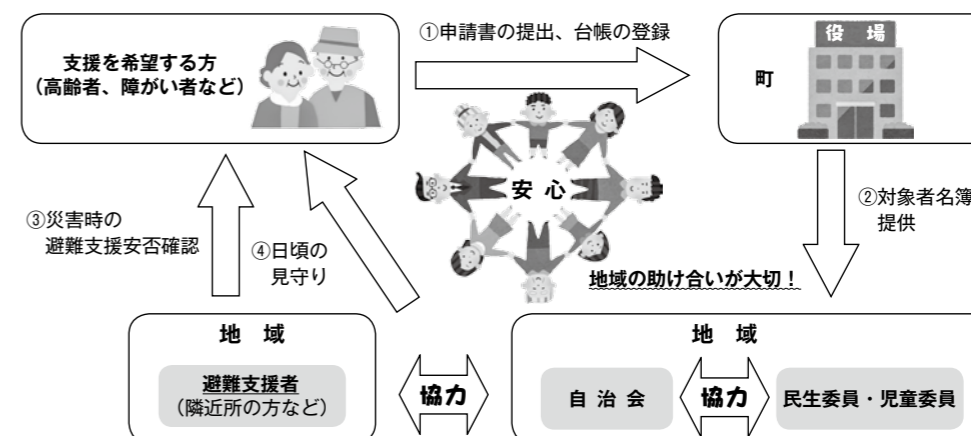 ①申請書の提出、台帳の登録
役 場
支援を希望する方
（高齢者、障がい者など）
町
安 心
③災害時の
避難支援安否確認
④日頃の
見守り
②対象者名簿
提供
地域の助け合いが大切！
地 域
避難支援者
（隣近所の方など）
協力
地 域
自 治 会
協力
民生委員・児童委員